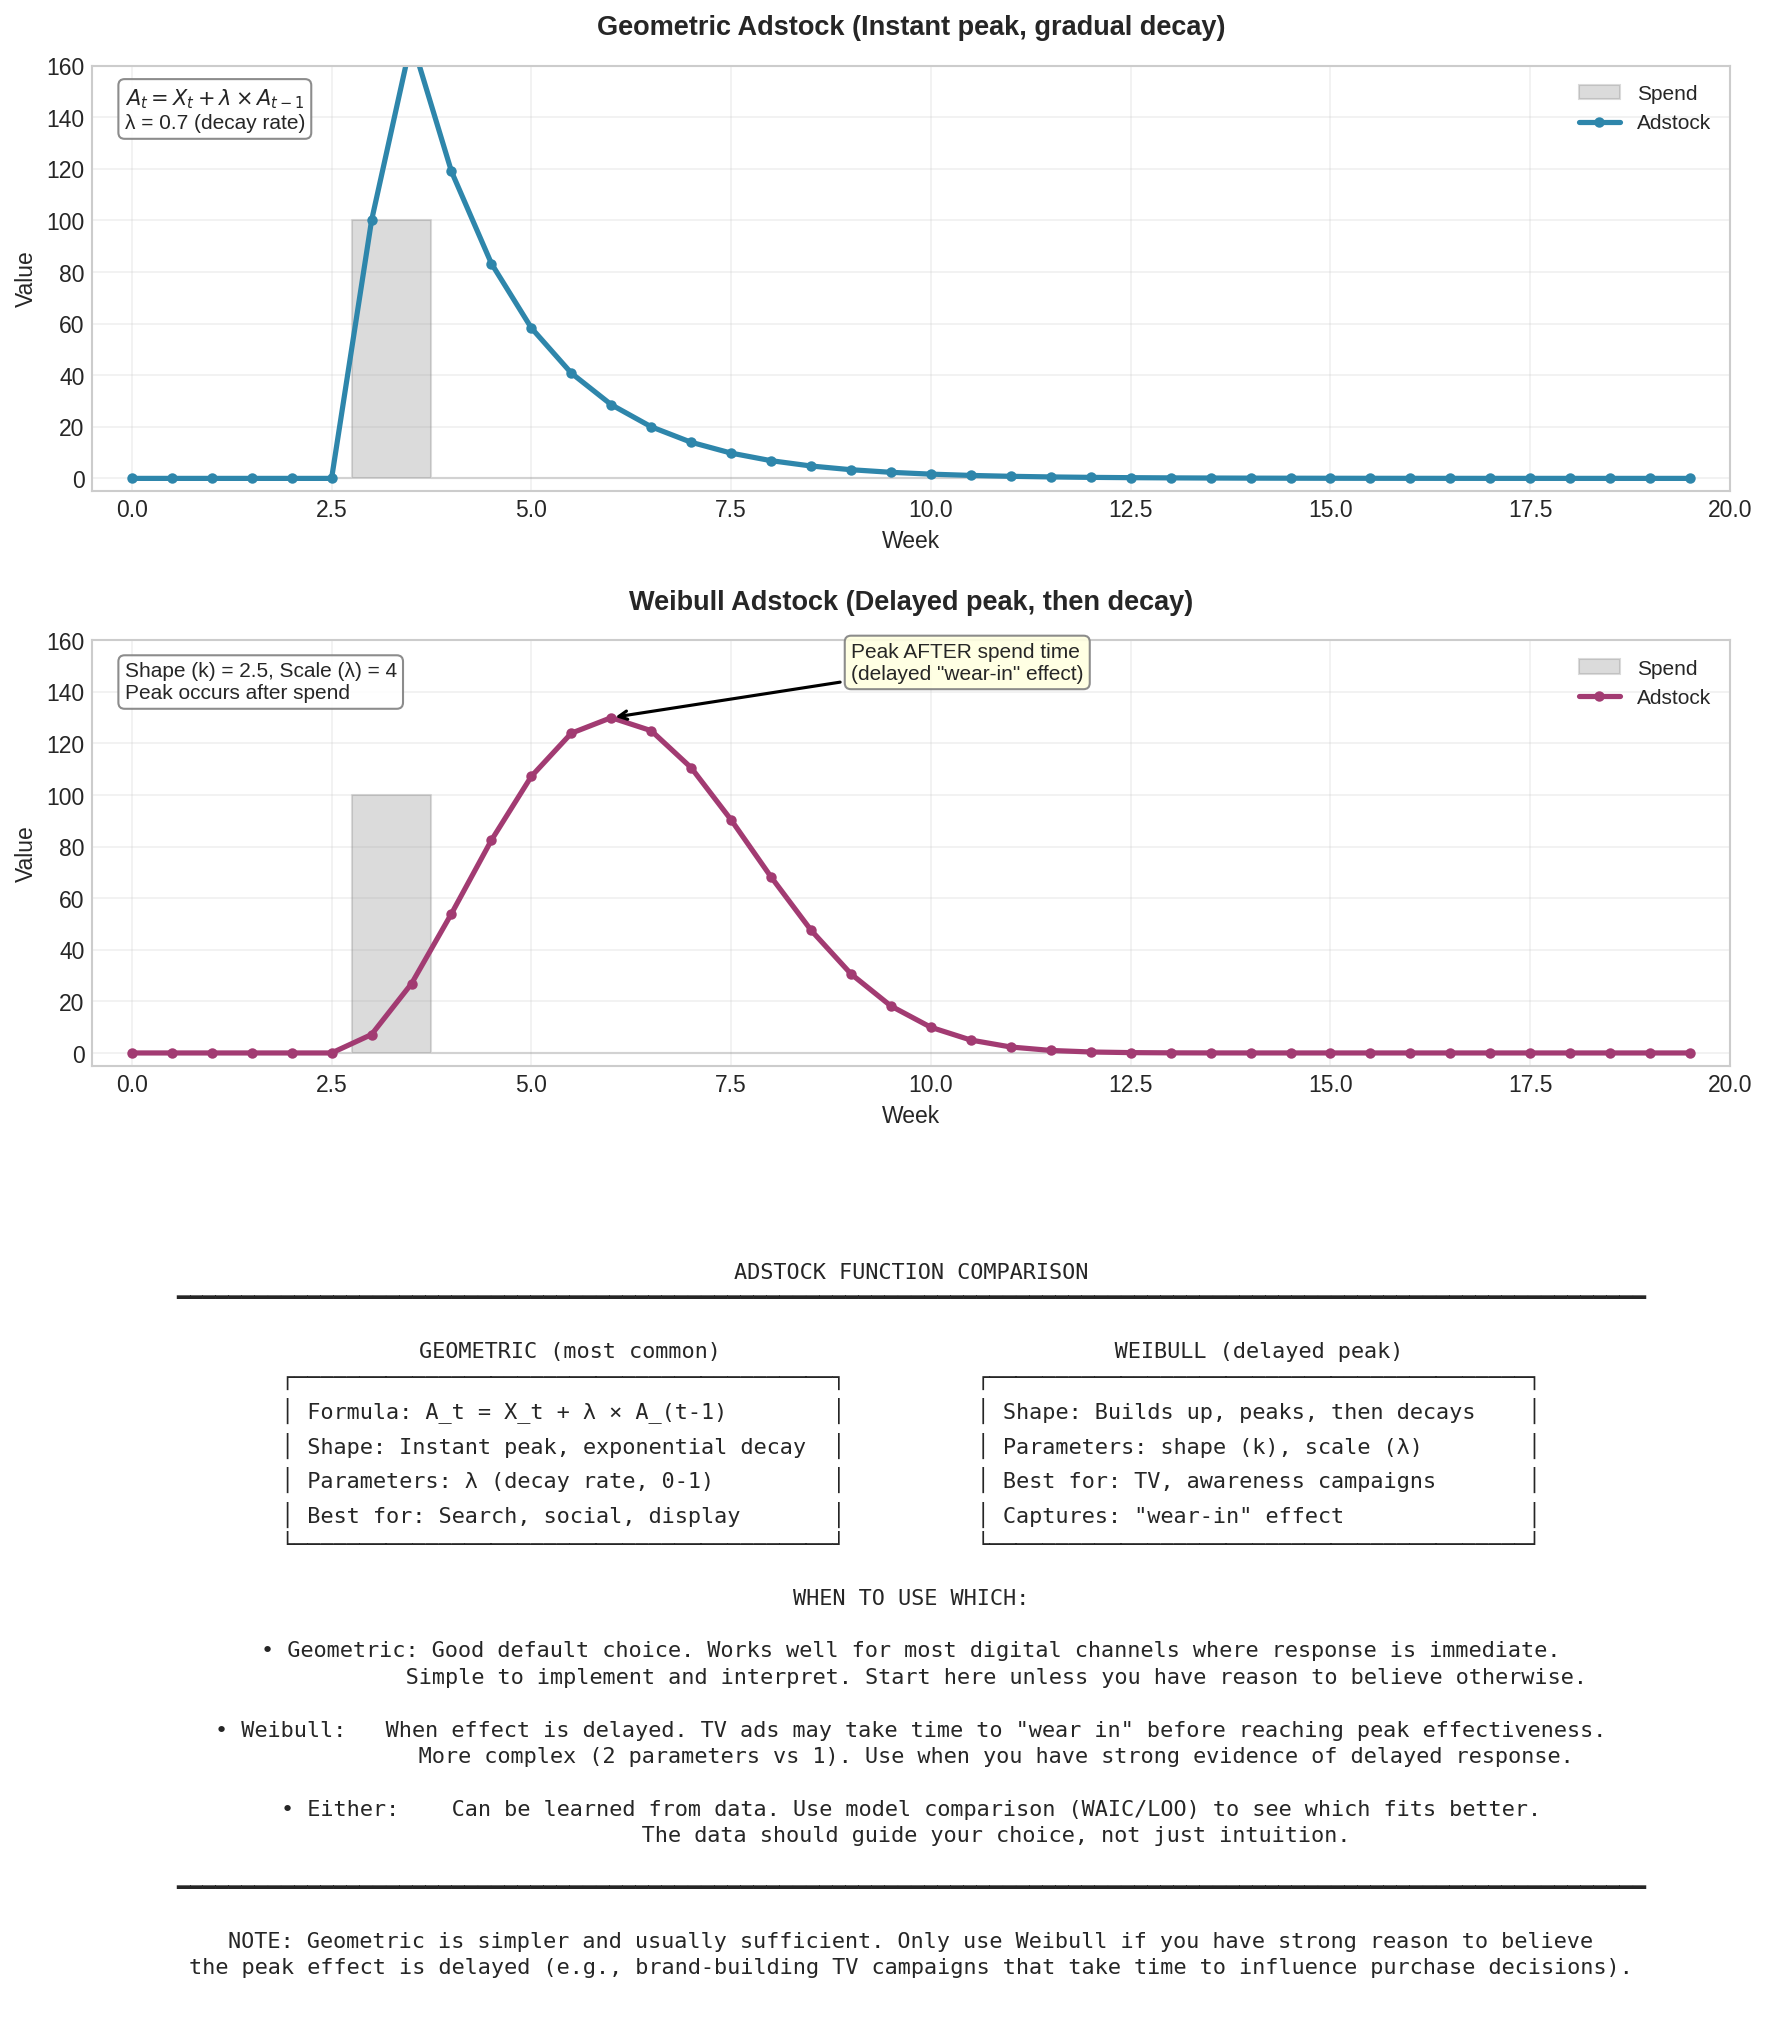 Geometric Adstock (Instant peak, gradual decay)
160
140
120
100
80
60
40
20
0
Value
A_t = X_t + λ × A_{t−1}
λ = 0.7 (decay rate)
Spend
Adstock
0.0 2.5 5.0 7.5 10.0 12.5 15.0 17.5 20.0
Week
Weibull Adstock (Delayed peak, then decay)
160
140
120
100
80
60
40
20
0
Value
Shape (k) = 2.5, Scale (λ) = 4
Peak occurs after spend
Peak AFTER spend time
(delayed "wear-in" effect)
Spend
Adstock
0.0 2.5 5.0 7.5 10.0 12.5 15.0 17.5 20.0
Week
ADSTOCK FUNCTION COMPARISON
GEOMETRIC (most common)
Formula: A_t = X_t + λ × A_(t-1)
Shape: Instant peak, exponential decay
Parameters: λ (decay rate, 0-1)
Best for: Search, social, display
WEIBULL (delayed peak)
Shape: Builds up, peaks, then decays
Parameters: shape (k), scale (λ)
Best for: TV, awareness campaigns
Captures: "wear-in" effect
WHEN TO USE WHICH:
• Geometric: Good default choice. Works well for most digital channels where response is immediate.
Simple to implement and interpret. Start here unless you have reason to believe otherwise.
• Weibull: When effect is delayed. TV ads may take time to "wear in" before reaching peak effectiveness.
More complex (2 parameters vs 1). Use when you have strong evidence of delayed response.
• Either: Can be learned from data. Use model comparison (WAIC/LOO) to see which fits better.
The data should guide your choice, not just intuition.
NOTE: Geometric is simpler and usually sufficient. Only use Weibull if you have strong reason to believe
the peak effect is delayed (e.g., brand-building TV campaigns that take time to influence purchase decisions).